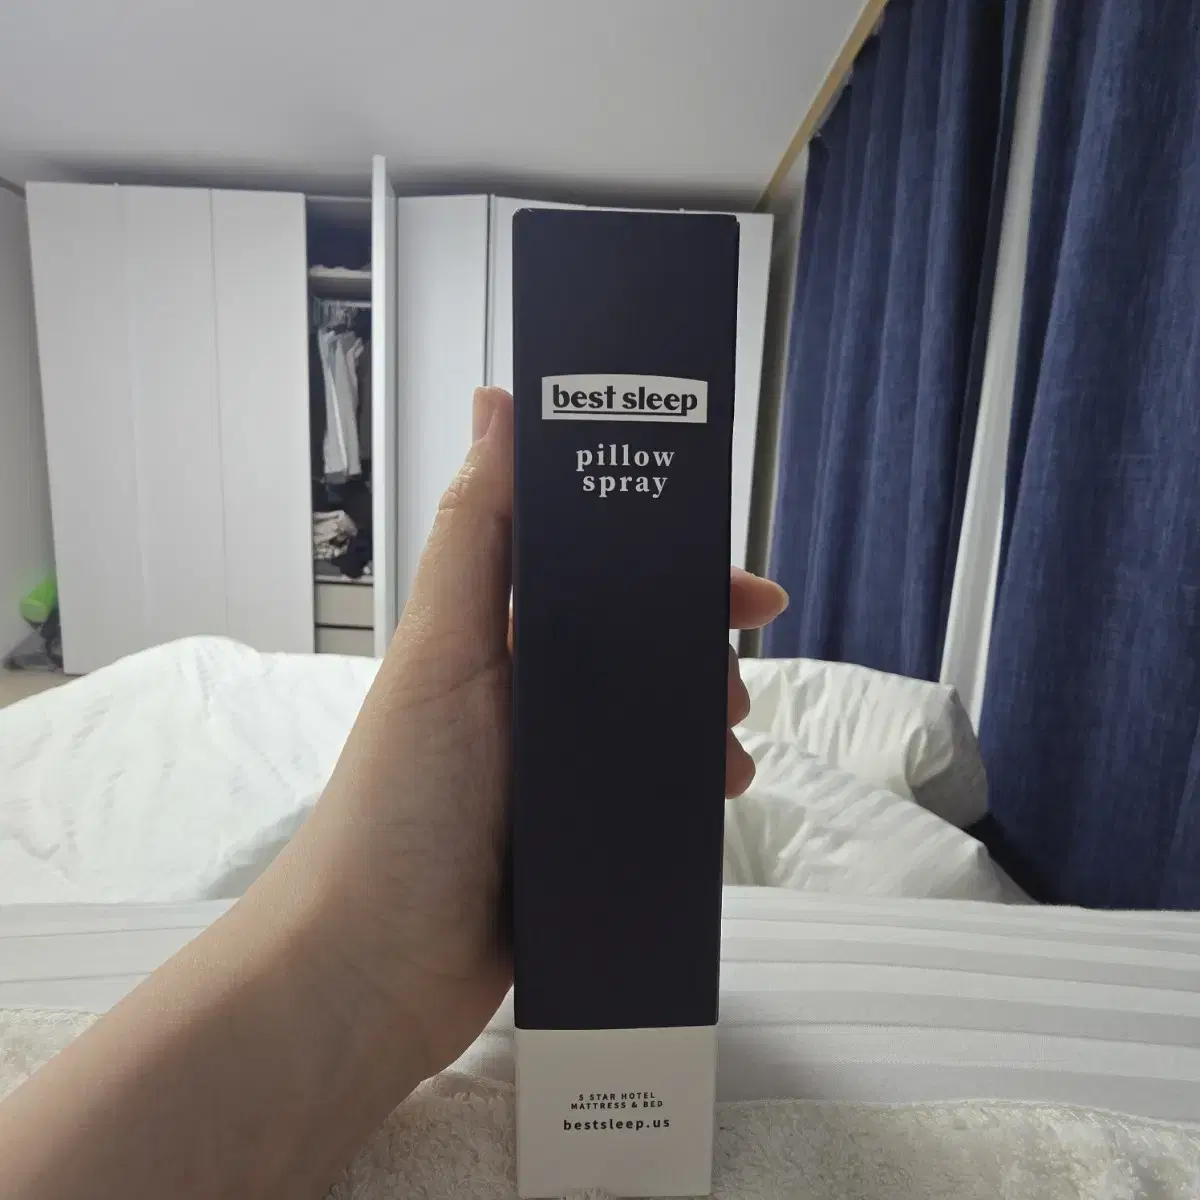 best sleep
pillow
spray
5 STAR HOTEL
MATTRESS & BED
bestsleep.us